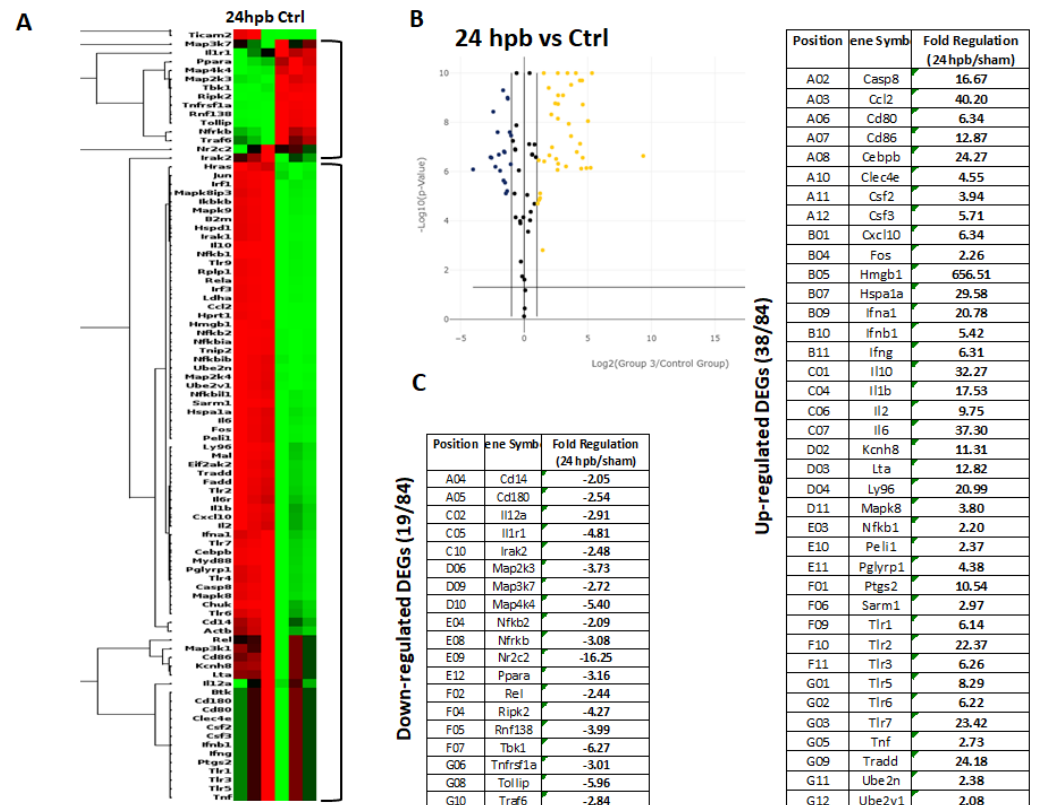 A
24hpb Ctrl
Ticam2
Map3k7
Il1r1
Ppara
Map4k4
Map2k3
Tbk1
Ripk2
Tnfrsf1a
Rnf138
Tollip
Nfrkb
Traf6
Nr2c2
Irak2
Hras
Jun
Irf1
Mapk8ip3
Ikbkb
Mapk9
B2m
Hspd1
Irak1
Il10
Nfkb1
Tlr9
Rplp1
Rela
Irf3
Ldha
Ccl2
Hprt1
Hmgb1
Nfkb2
Nfkbia
Tnip2
Nfkbib
Ube2n
Map2k4
Ube2v1
Nfkbil1
Sarm1
Hspa1a
Il6
Fos
Peli1
Ly96
Mal
Eif2ak2
Tradd
Fadd
Tlr2
Il6r
Il1b
Cxcl10
Il2
Ifna1
Tlr7
Cebpb
Myd88
Pglyrp1
Tlr4
Casp8
Mapk8
Chuk
Tlr6
Cd14
Actb
Rel
Map3k1
Cd86
Kcnh8
Lta
Il12a
Btk
Cd180
Cd80
Clec4e
Csf2
Csf3
Ifnb1
Ifng
Ptgs2
Tlr1
Tlr3
Tlr5
Tnf
B
24 hpb vs Ctrl
-Log10(p-Value)
10
8
6
4
2
0
−5
0
5
10
15
Log2(Group 3/Control Group)
C
Down-regulated DEGs (19/84)
Position ene Symb Fold Regulation
(24 hpb/sham)
A04 Cd14 -2.05
A05 Cd180 -2.54
C02 Il12a -2.91
C05 Il1r1 -4.81
C10 Irak2 -2.48
D06 Map2k3 -3.73
D09 Map3k7 -2.72
D10 Map4k4 -5.40
E04 Nfkb2 -2.09
E08 Nfrkb -3.08
E09 Nr2c2 -16.25
E12 Ppara -3.16
F02 Rel -2.44
F04 Ripk2 -4.27
F05 Rnf138 -3.99
F07 Tbk1 -6.27
G06 Tnfrsf1a -3.01
G08 Tollip -5.96
G10 Traf6 -2.84
Up-regulated DEGs (38/84)
Position ene Symb Fold Regulation
(24 hpb/sham)
A02 Casp8 16.67
A03 Ccl2 40.20
A06 Cd80 6.34
A07 Cd86 12.87
A08 Cebpb 24.27
A10 Clec4e 4.55
A11 Csf2 3.94
A12 Csf3 5.71
B01 Cxcl10 6.34
B04 Fos 2.26
B05 Hmgb1 656.51
B07 Hspa1a 29.58
B09 Ifna1 20.78
B10 Ifnb1 5.42
B11 Ifng 6.31
C01 Il10 32.27
C04 Il1b 17.53
C06 Il2 9.75
C07 Il6 37.30
D02 Kcnh8 11.31
D03 Lta 12.82
D04 Ly96 20.99
D11 Mapk8 3.80
E03 Nfkb1 2.20
E10 Peli1 2.37
E11 Pglyrp1 4.38
F01 Ptgs2 10.54
F06 Sarm1 2.97
F09 Tlr1 6.14
F10 Tlr2 22.37
F11 Tlr3 6.26
G01 Tlr5 8.29
G02 Tlr6 6.22
G03 Tlr7 23.42
G05 Tnf 2.73
G09 Tradd 24.18
G11 Ube2n 2.38
G12 Ube2v1 2.08